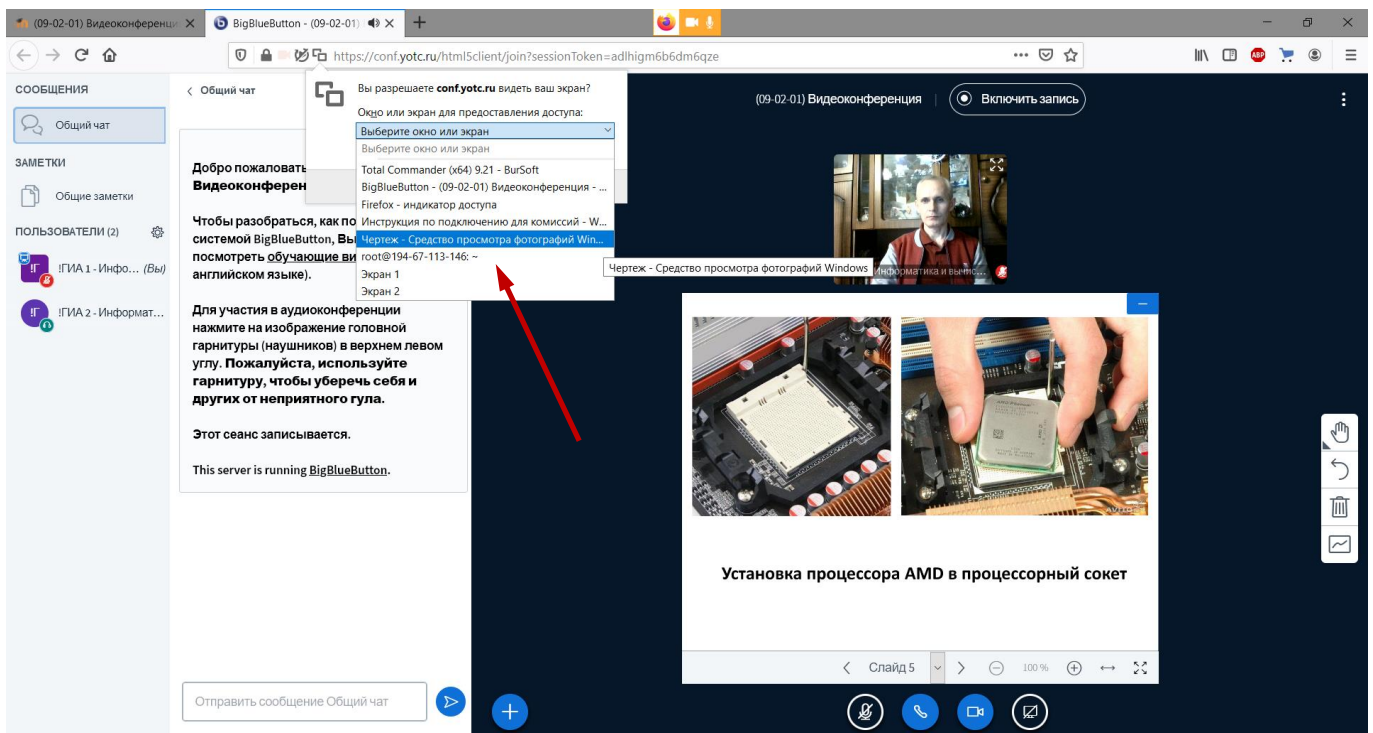 (09-02-01) Видеоконференци
BigBlueButton - (09-02-01)
https://conf.yotc.ru/html5client/join?sessionToken=adlhigm6b6dm6qze
ABP
СООБЩЕНИЯ
Общий чат
ЗАМЕТКИ
Общие заметки
ПОЛЬЗОВАТЕЛИ (2)
!Г
!ГИА 1 - Инфо... (Вы)
!Г
!ГИА 2 - Информат...
Общий чат
Добро пожаловать
Видеоконферен
Чтобы разобраться, как по
системой BigBlueButton, Вы
посмотреть обучающие ви
английском языке).
Для участия в аудиоконференции
нажмите на изображение головной
гарнитуры (наушников) в верхнем левом
углу. Пожалуйста, используйте
гарнитуру, чтобы уберечь себя и
других от неприятного гула.
Этот сеанс записывается.
This server is running BigBlueButton.
Отправить сообщение Общий чат
Вы разрешаете conf.yotc.ru видеть ваш экран?
Окно или экран для предоставления доступа:
Выберите окно или экран
Выберите окно или экран
Total Commander (x64) 9.21 - BurSoft
BigBlueButton - (09-02-01) Видеоконференция - ...
Firefox - индикатор доступа
Инструкция по подключению для комиссий - W...
Чертеж - Средство просмотра фотографий Win...
root@194-67-113-146: ~
Экран 1
Экран 2
Чертеж - Средство просмотра фотографий Windows
(09-02-01) Видеоконференция
Включить запись
Информатика и вычис...
Установка процессора AMD в процессорный сокет
Слайд 5
100 %